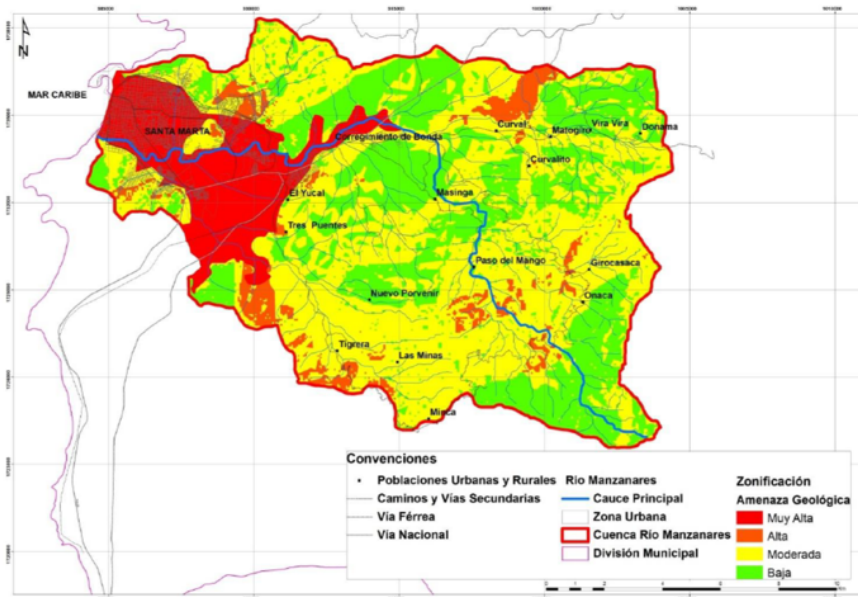 N
MAR CARIBE
SANTA MARTA
Corregimiento de Bonda
Curval
Matogiro
Vira Vira
Donama
Curvalito
El Yucal
Masinga
Tres Puentes
Paso del Mango
Girocasaca
Nuevo Porvenir
Onaca
Tigrera
Las Minas
Minca
Convenciones
Poblaciones Urbanas y Rurales
Caminos y Vías Secundarias
Vía Férrea
Vía Nacional
Rio Manzanares
Cauce Principal
Zona Urbana
Cuenca Río Manzanares
División Municipal
Zonificación
Amenaza Geológica
Muy Alta
Alta
Moderada
Baja